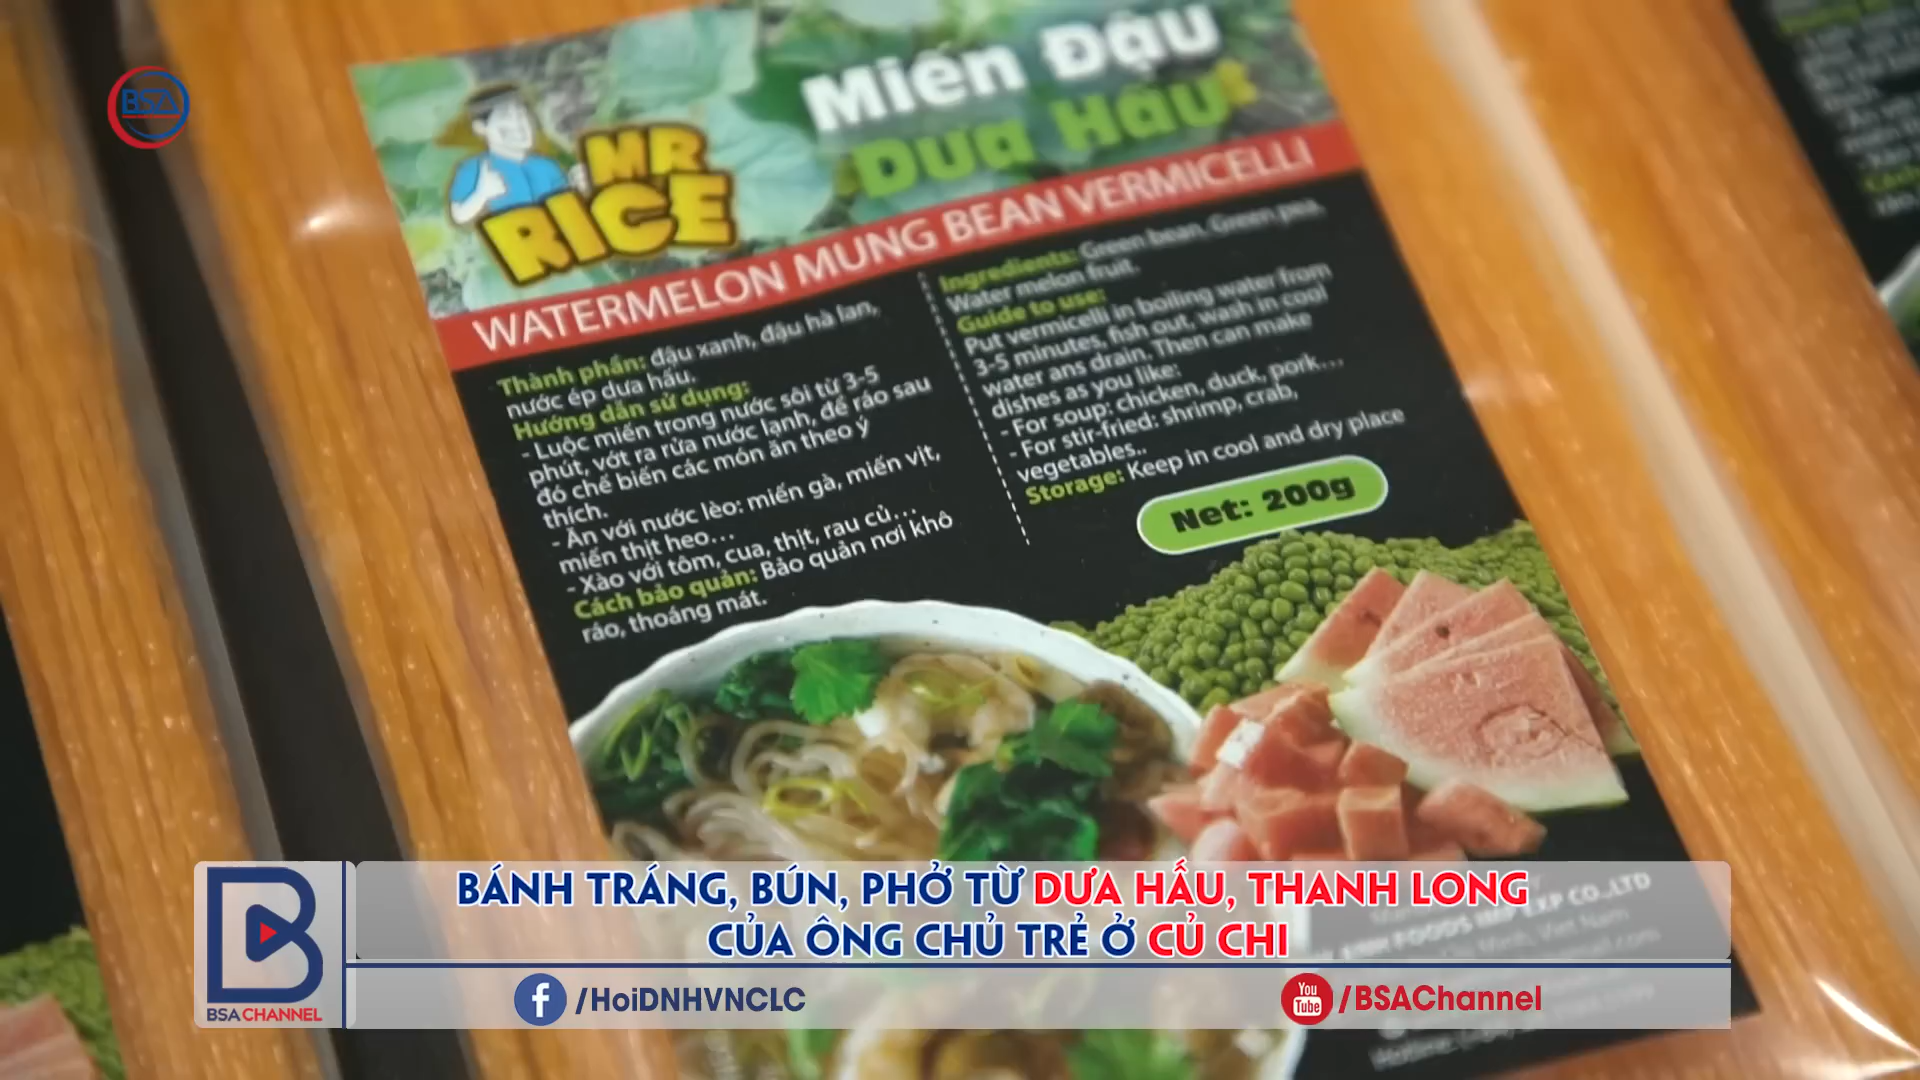 BSA
MR
RICE
Miến Đậu
Dưa Hấu
WATERMELON MUNG BEAN VERMICELLI
Thành phần: đậu xanh, đậu hà lan,
nước ép dưa hấu.
Hướng dẫn sử dụng:
- Luộc miến trong nước sôi từ 3-5
phút, vớt ra rửa nước lạnh, để ráo sau
đó chế biến các món ăn theo ý
thích.
- Ăn với nước lèo: miến gà, miến vịt,
miến thịt heo...
- Xào với tôm, cua, thịt, rau củ...
Cách bảo quản: Bảo quản nơi khô
ráo, thoáng mát.
Ingredients: Green bean. Green pea.
Water melon fruit.
Guide to use:
Put vermicelli in boiling water from
3-5 minutes, fish out, wash in cool
water ans drain. Then can make
dishes as you like:
- For soup: chicken, duck, pork...
- For stir-fried: shrimp, crab,
vegetables..
Storage: Keep in cool and dry place
Net: 200g
FOODS IMP EXP CO.,LTD
Viet Nam
Hotline:
BÁNH TRÁNG, BÚN, PHỞ TỪ DƯA HẤU, THANH LONG
CỦA ÔNG CHỦ TRẺ Ở CỦ CHI
BSA CHANNEL
/HoiDNHVNCLC
You
Tube
/BSAChannel